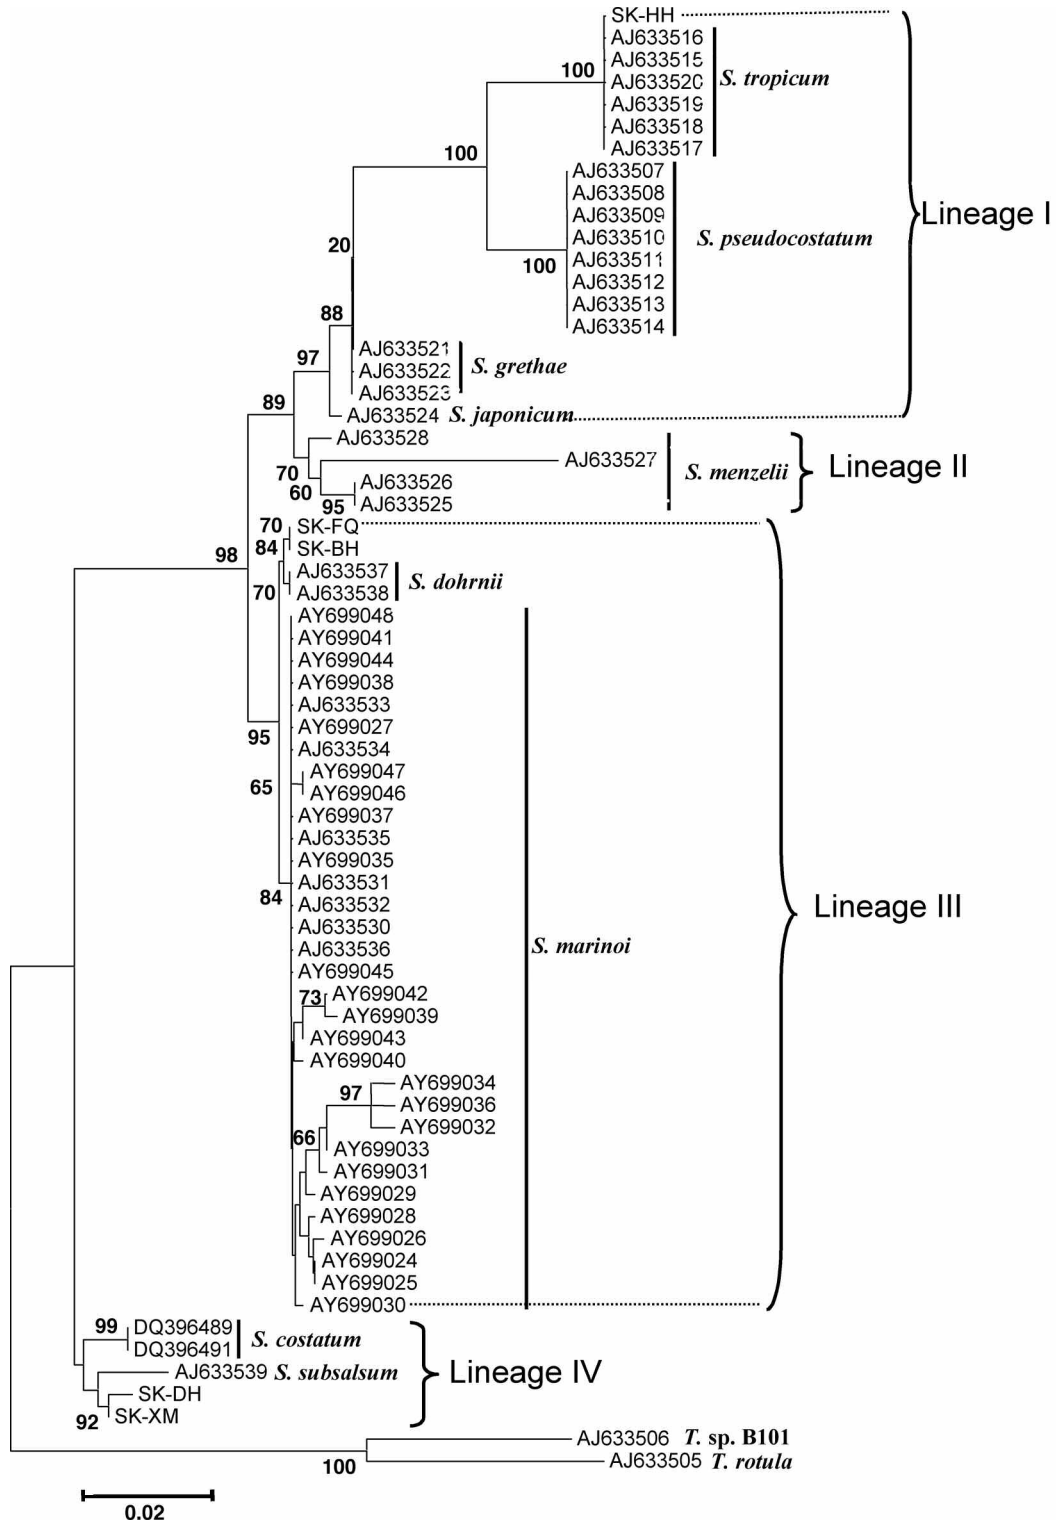 SK-HH
AJ633516
AJ633515
AJ633520
AJ633519
AJ633518
AJ633517
100
S. tropicum
100
AJ633507
AJ633508
AJ633509
AJ633510
AJ633511
AJ633512
AJ633513
AJ633514
100
S. pseudocostatum
Lineage I
20
88
AJ633521
AJ633522
AJ633523
S. grethae
97
AJ633524 S. japonicum
89
AJ633528
AJ633527
AJ633526
AJ633525
70
60
95
S. menzelii
Lineage II
98
70
SK-FQ
84
SK-BH
AJ633537
AJ633538
70
S. dohrnii
AY699048
AY699041
AY699044
AY699038
AJ633533
AY699027
AJ633534
95
AY699047
AY699046
65
AY699037
AJ633535
AY699035
AJ633531
84
AJ633532
AJ633530
AJ633536
AY699045
S. marinoi
Lineage III
73
AY699042
AY699039
AY699043
AY699040
97
AY699034
AY699036
AY699032
66
AY699033
AY699031
AY699029
AY699028
AY699026
AY699024
AY699025
AY699030
99
DQ396489
DQ396491
S. costatum
AJ633539 S. subsalsum
SK-DH
SK-XM
92
Lineage IV
AJ633506 T. sp. B101
AJ633505 T. rotula
100
0.02